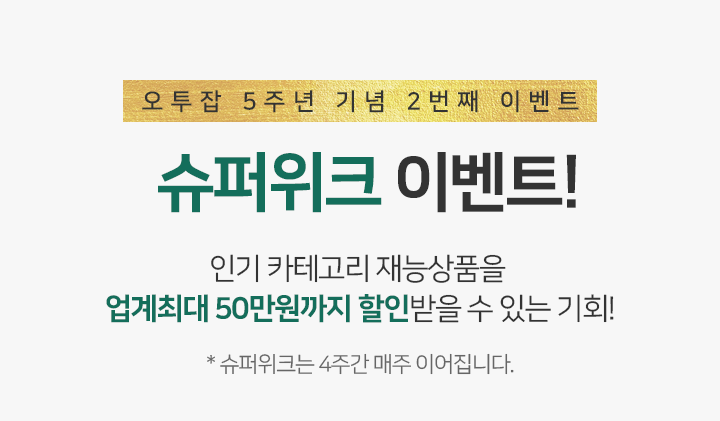 오투잡 5주년 기념 2번째 이벤트
슈퍼위크 이벤트!
인기 카테고리 재능상품을
업계최대 50만원까지 할인받을 수 있는 기회!
* 슈퍼위크는 4주간 매주 이어집니다.